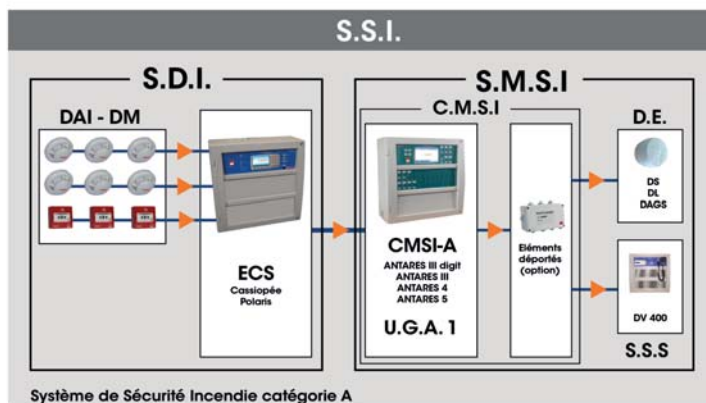 S.S.I.
S.D.I.
DAI - DM
ECS
Cassiopée
Polaris
S.M.S.I
C.M.S.I
CMSI-A
ANTARES III digit
ANTARES III
ANTARES 4
ANTARES 5
U.G.A. 1
Eléments
déportés
(option)
D.E.
DS
DL
DAGS
DV 400
S.S.S
Système de Sécurité Incendie catégorie A